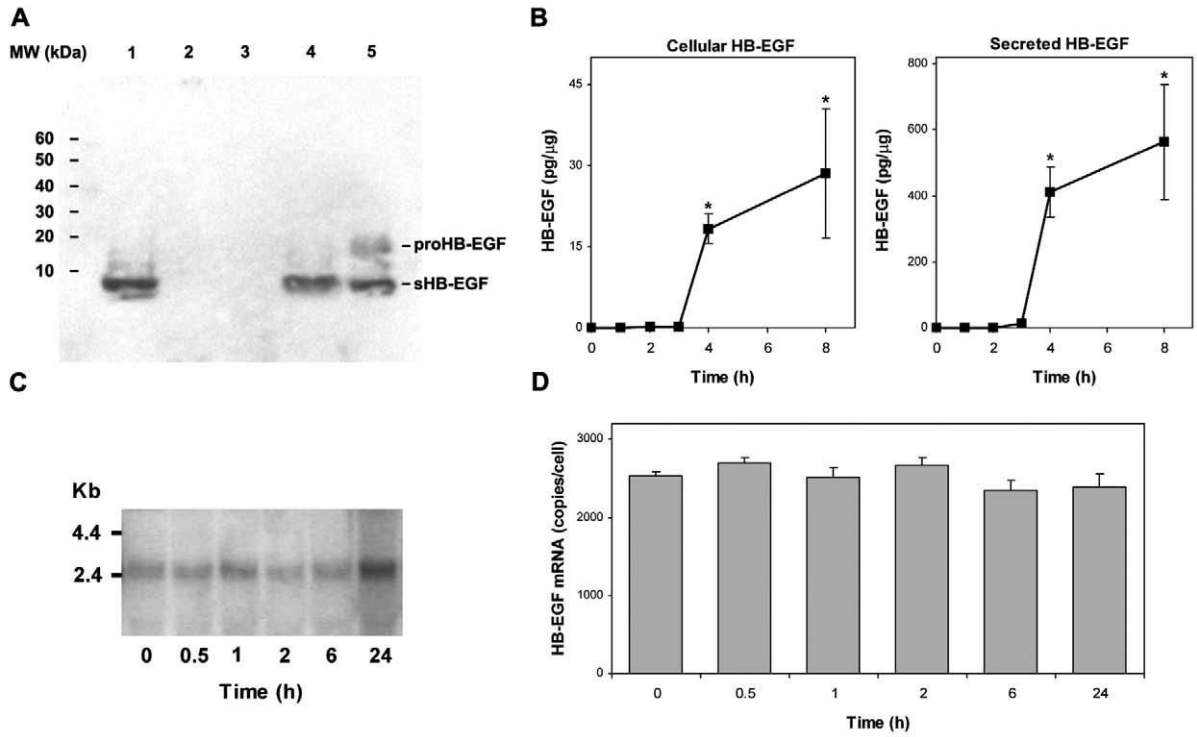 A
MW (kDa) 1 2 3 4 5
60
50
40
30
20
10
proHB-EGF
sHB-EGF
B
Cellular HB-EGF
HB-EGF (pg/µg)
45
30
15
0
* *
0 2 4 6 8
Time (h)
Secreted HB-EGF
HB-EGF (pg/µg)
800
600
400
200
0
* *
0 2 4 6 8
Time (h)
C
Kb
4.4
2.4
0 0.5 1 2 6 24
Time (h)
D
HB-EGF mRNA (copies/cell)
3000
2000
1000
0
0 0.5 1 2 6 24
Time (h)